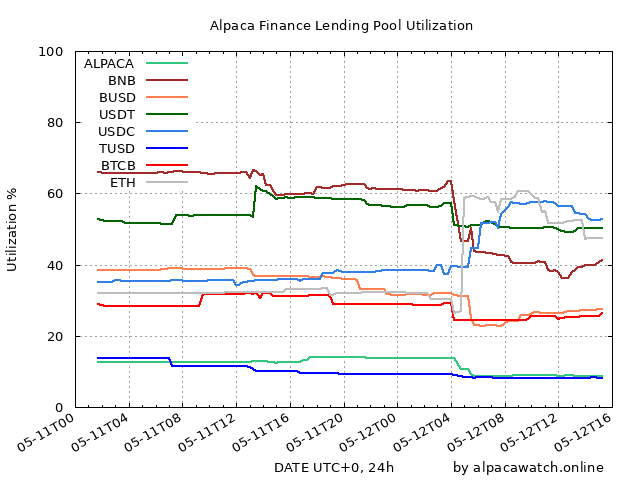 Alpaca Finance Lending Pool Utilization
100
80
60
40
20
0
Utilization %
ALPACA
BNB
BUSD
USDT
USDC
TUSD
BTCB
ETH
05-11T00
05-11T04
05-11T08
05-11T12
05-11T16
05-11T20
05-12T00
05-12T04
05-12T08
05-12T12
05-12T16
DATE UTC+0, 24h
by alpacawatch.online